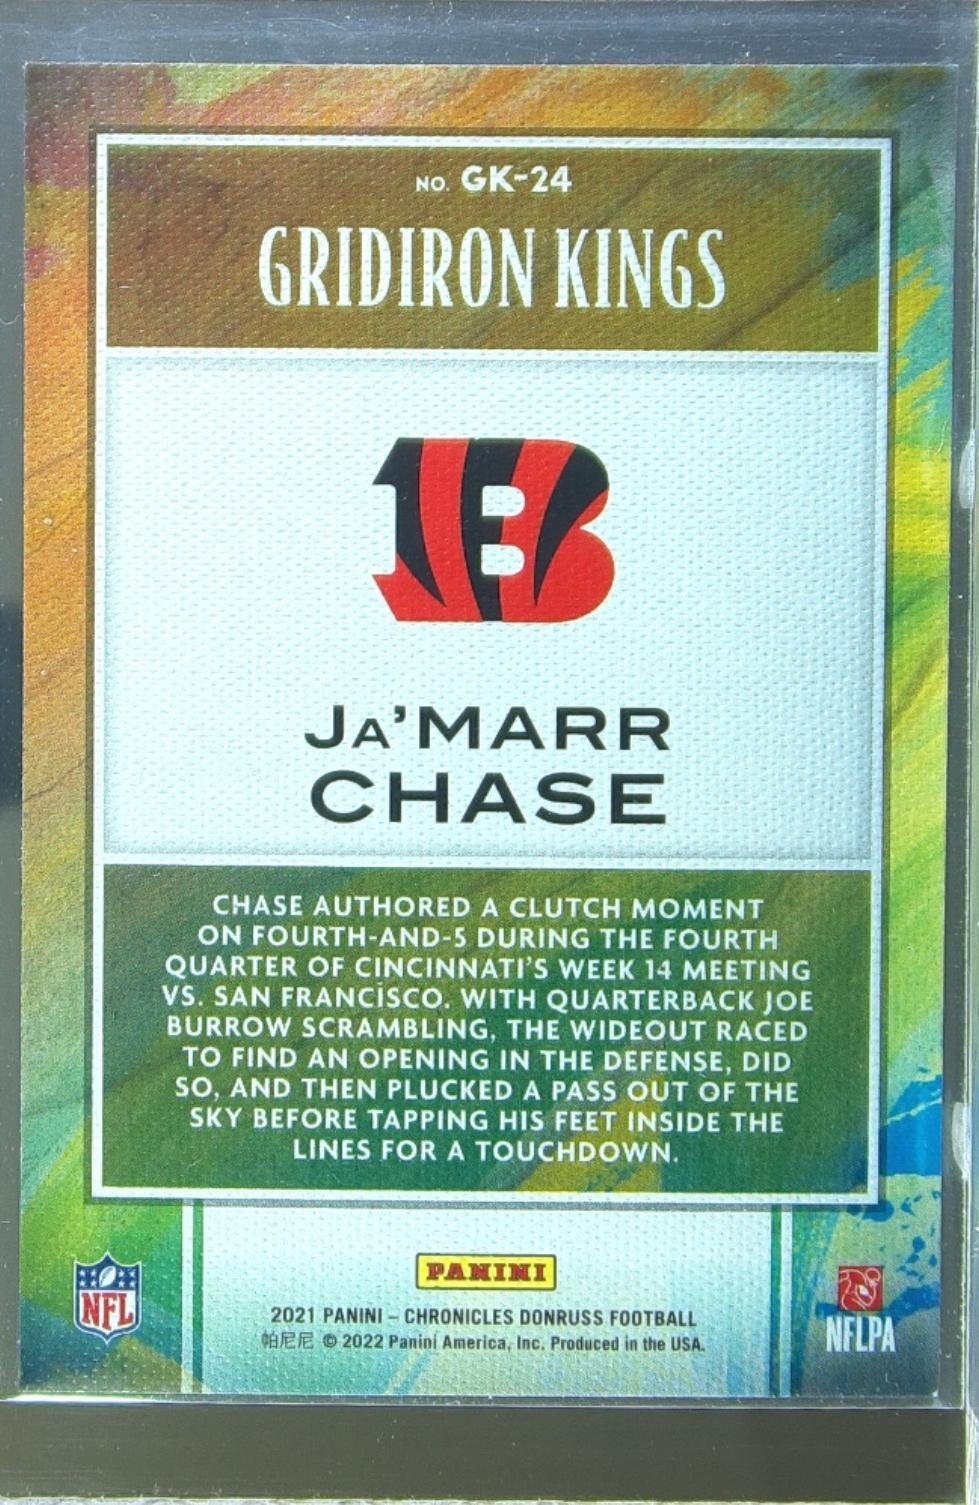 NO. GK-24
GRIDIRON KINGS
B
JA'MARR
CHASE
CHASE AUTHORED A CLUTCH MOMENT
ON FOURTH-AND-5 DURING THE FOURTH
QUARTER OF CINCINNATI'S WEEK 14 MEETING
VS. SAN FRANCISCO. WITH QUARTERBACK JOE
BURROW SCRAMBLING, THE WIDEOUT RACED
TO FIND AN OPENING IN THE DEFENSE, DID
SO, AND THEN PLUCKED A PASS OUT OF THE
SKY BEFORE TAPPING HIS FEET INSIDE THE
LINES FOR A TOUCHDOWN.
PANINI
NFL
2021 PANINI – CHRONICLES DONRUSS FOOTBALL
帕尼尼 © 2022 Panini America, Inc. Produced in the USA.
NFLPA